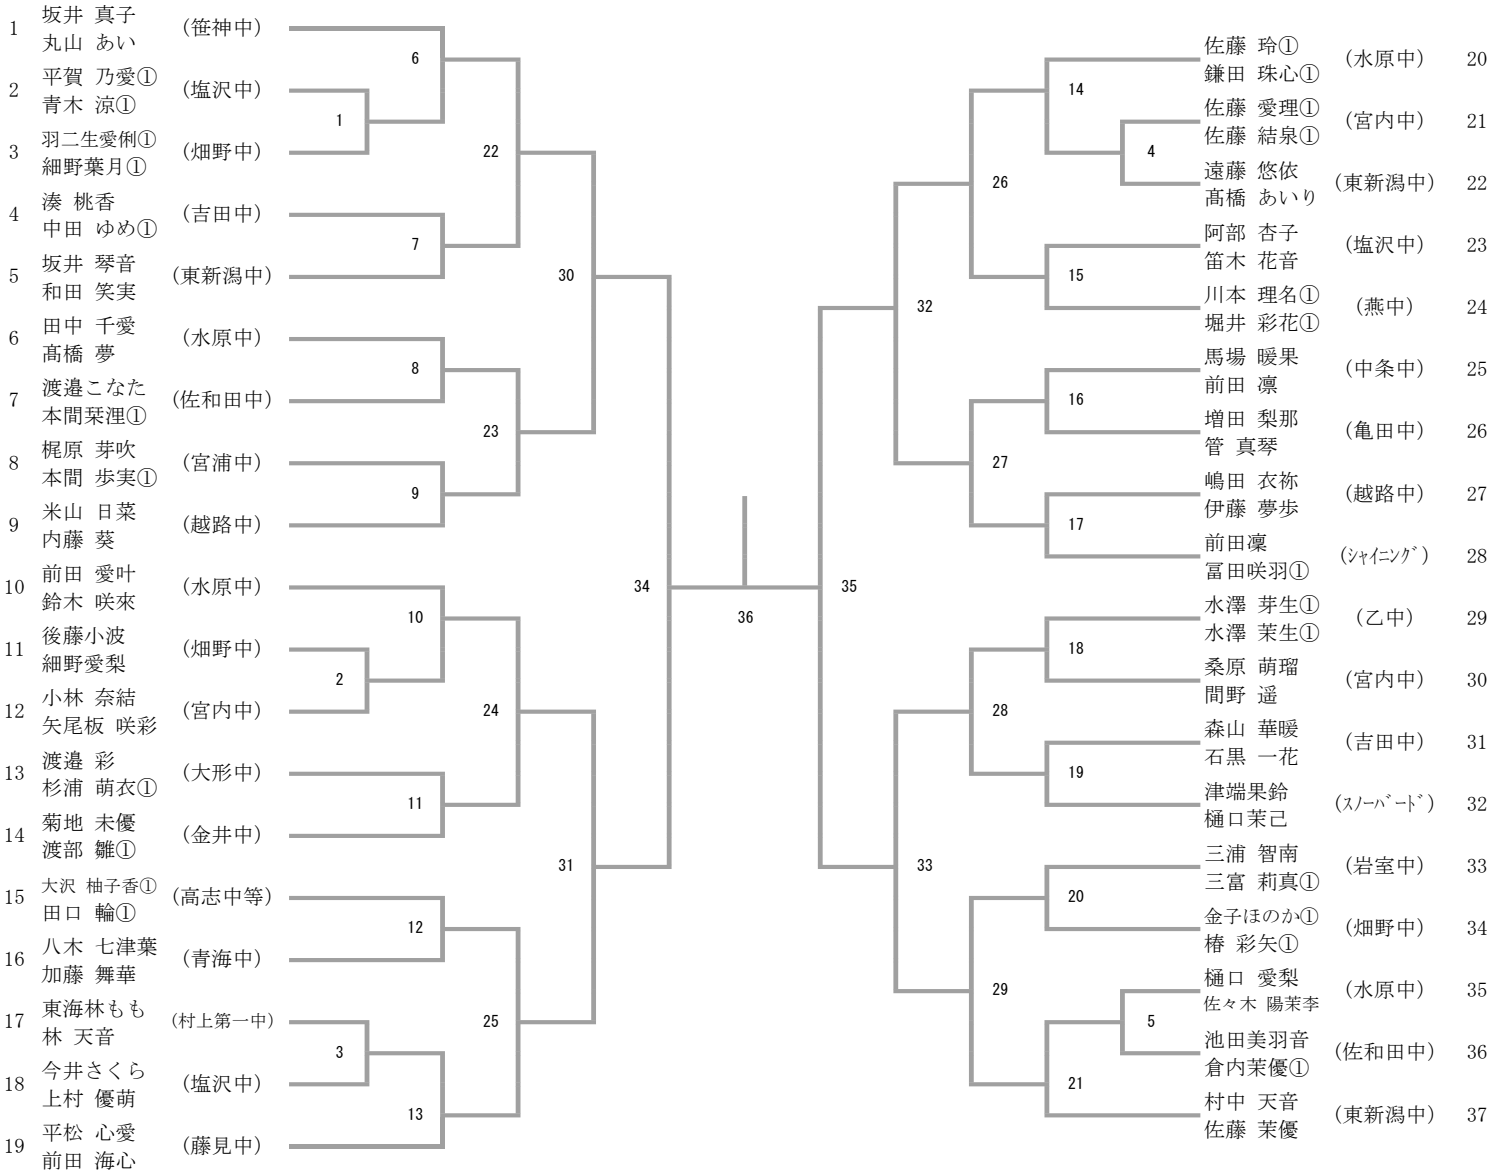 1 坂井 真子 (笹神中)
丸山 あい
2 平賀 乃愛① (塩沢中)
青木 涼①
3 羽二生愛俐① (畑野中)
細野葉月①
4 湊 桃香 (吉田中)
中田 ゆめ①
5 坂井 琴音 (東新潟中)
和田 笑実
6 田中 千愛 (水原中)
髙橋 夢
7 渡邉こなた (佐和田中)
本間栞浬①
8 梶原 芽吹 (宮浦中)
本間 歩実①
9 米山 日菜 (越路中)
内藤 葵
10 前田 愛叶 (水原中)
鈴木 咲來
11 後藤小波 (畑野中)
細野愛梨
12 小林 奈結 (宮内中)
矢尾板 咲彩
13 渡邉 彩 (大形中)
杉浦 萌衣①
14 菊地 未優 (金井中)
渡部 雛①
15 大沢 柚子香① (高志中等)
田口 輪①
16 八木 七津葉 (青海中)
加藤 舞華
17 東海林もも (村上第一中)
林 天音
18 今井さくら (塩沢中)
上村 優萌
19 平松 心愛 (藤見中)
前田 海心
1
2
3
6
7
8
9
10
11
12
13
22
23
24
25
30
31
34
36
35
32
33
26
27
28
29
14
15
16
17
18
19
20
21
4
5
佐藤 玲① (水原中) 20
鎌田 珠心①
佐藤 愛理① (宮内中) 21
佐藤 結泉①
遠藤 悠依 (東新潟中) 22
髙橋 あいり
阿部 杏子 (塩沢中) 23
笛木 花音
川本 理名① (燕中) 24
堀井 彩花①
馬場 暖果 (中条中) 25
前田 凛
増田 梨那 (亀田中) 26
管 真琴
嶋田 衣祢 (越路中) 27
伊藤 夢歩
前田凜 (ｼｬｲﾆﾝｸﾞ) 28
冨田咲羽①
水澤 芽生① (乙中) 29
水澤 茉生①
桑原 萌瑠 (宮内中) 30
間野 遥
森山 華暖 (吉田中) 31
石黒 一花
津端果鈴 (ｽﾉｰﾊﾞｰﾄﾞ) 32
樋口茉己
三浦 智南 (岩室中) 33
三富 莉真①
金子ほのか① (畑野中) 34
椿 彩矢①
樋口 愛梨 (水原中) 35
佐々木 陽茉李
池田美羽音 (佐和田中) 36
倉内茉優①
村中 天音 (東新潟中) 37
佐藤 茉優